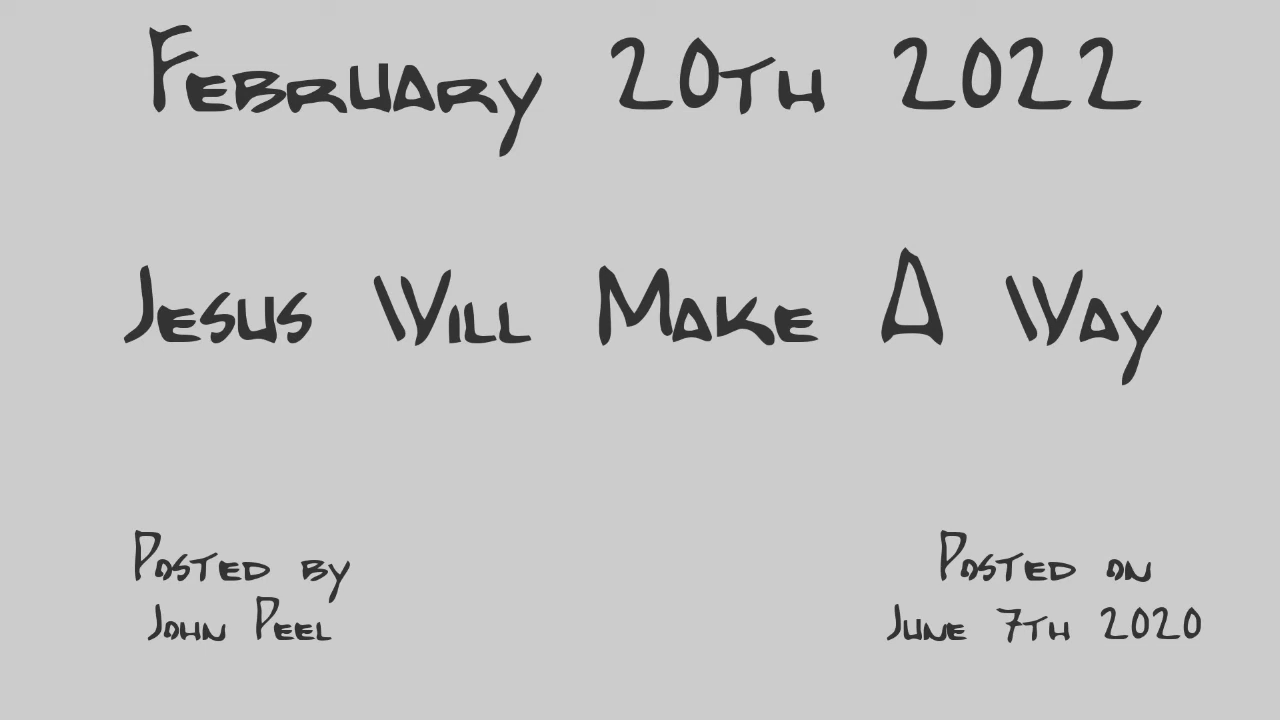 February 20th 2022
Jesus Will Make A Way
Posted by
John Peel
Posted on
June 7th 2020